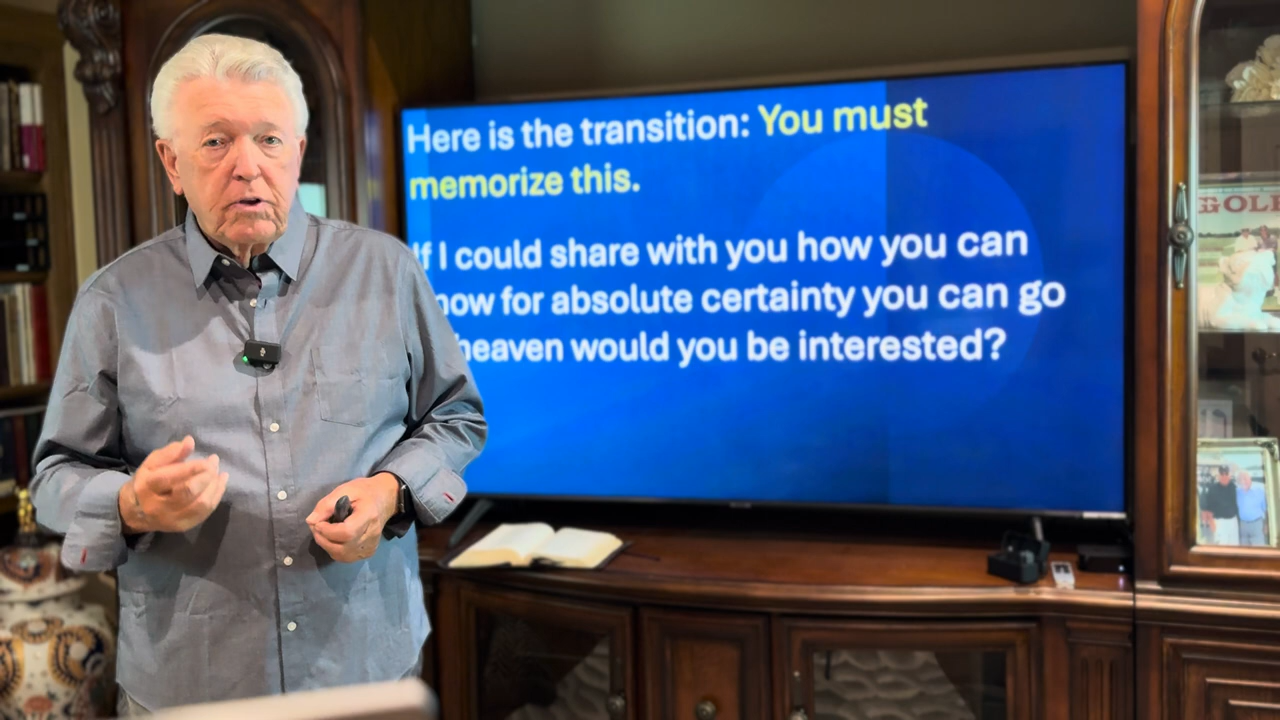 Here is the transition: You must
memorize this.
If I could share with you how you can
now for absolute certainty you can go
heaven would you be interested?
GOLF